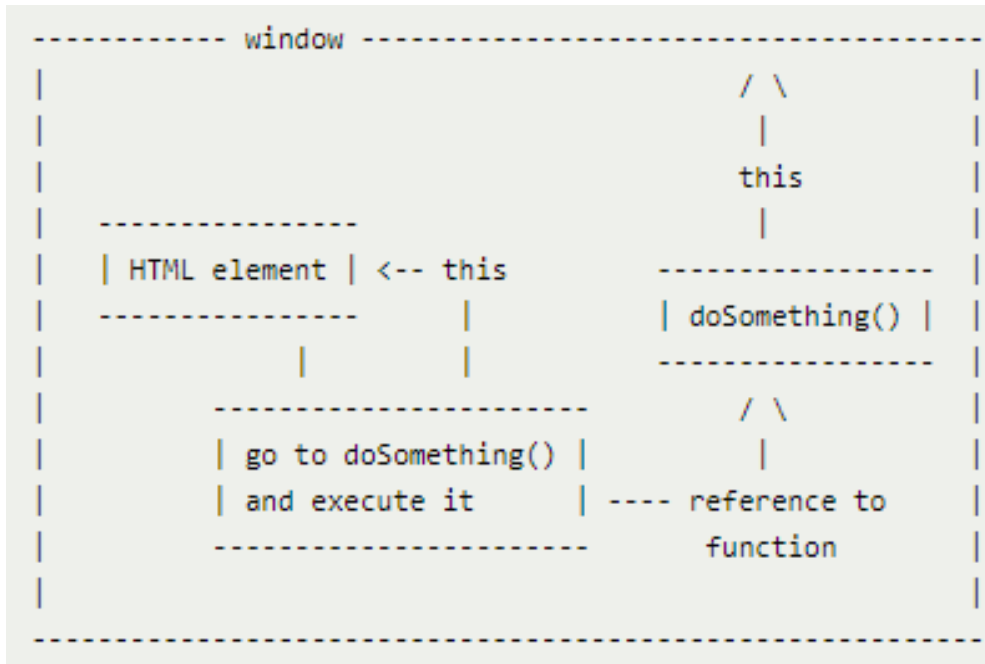 ------------ window --------------------------------------
|                                          / \           |
|                                           |            |
|                                          this          |
|   ----------------                        |            |
|   | HTML element | <-- this         -----------------  |
|   ----------------      |           | doSomething() |  |
|               |         |           -----------------  |
|          -----------------------         / \           |
|          | go to doSomething() |          |            |
|          | and execute it      | ---- reference to     |
|          -----------------------       function        |
|                                                        |
----------------------------------------------------------